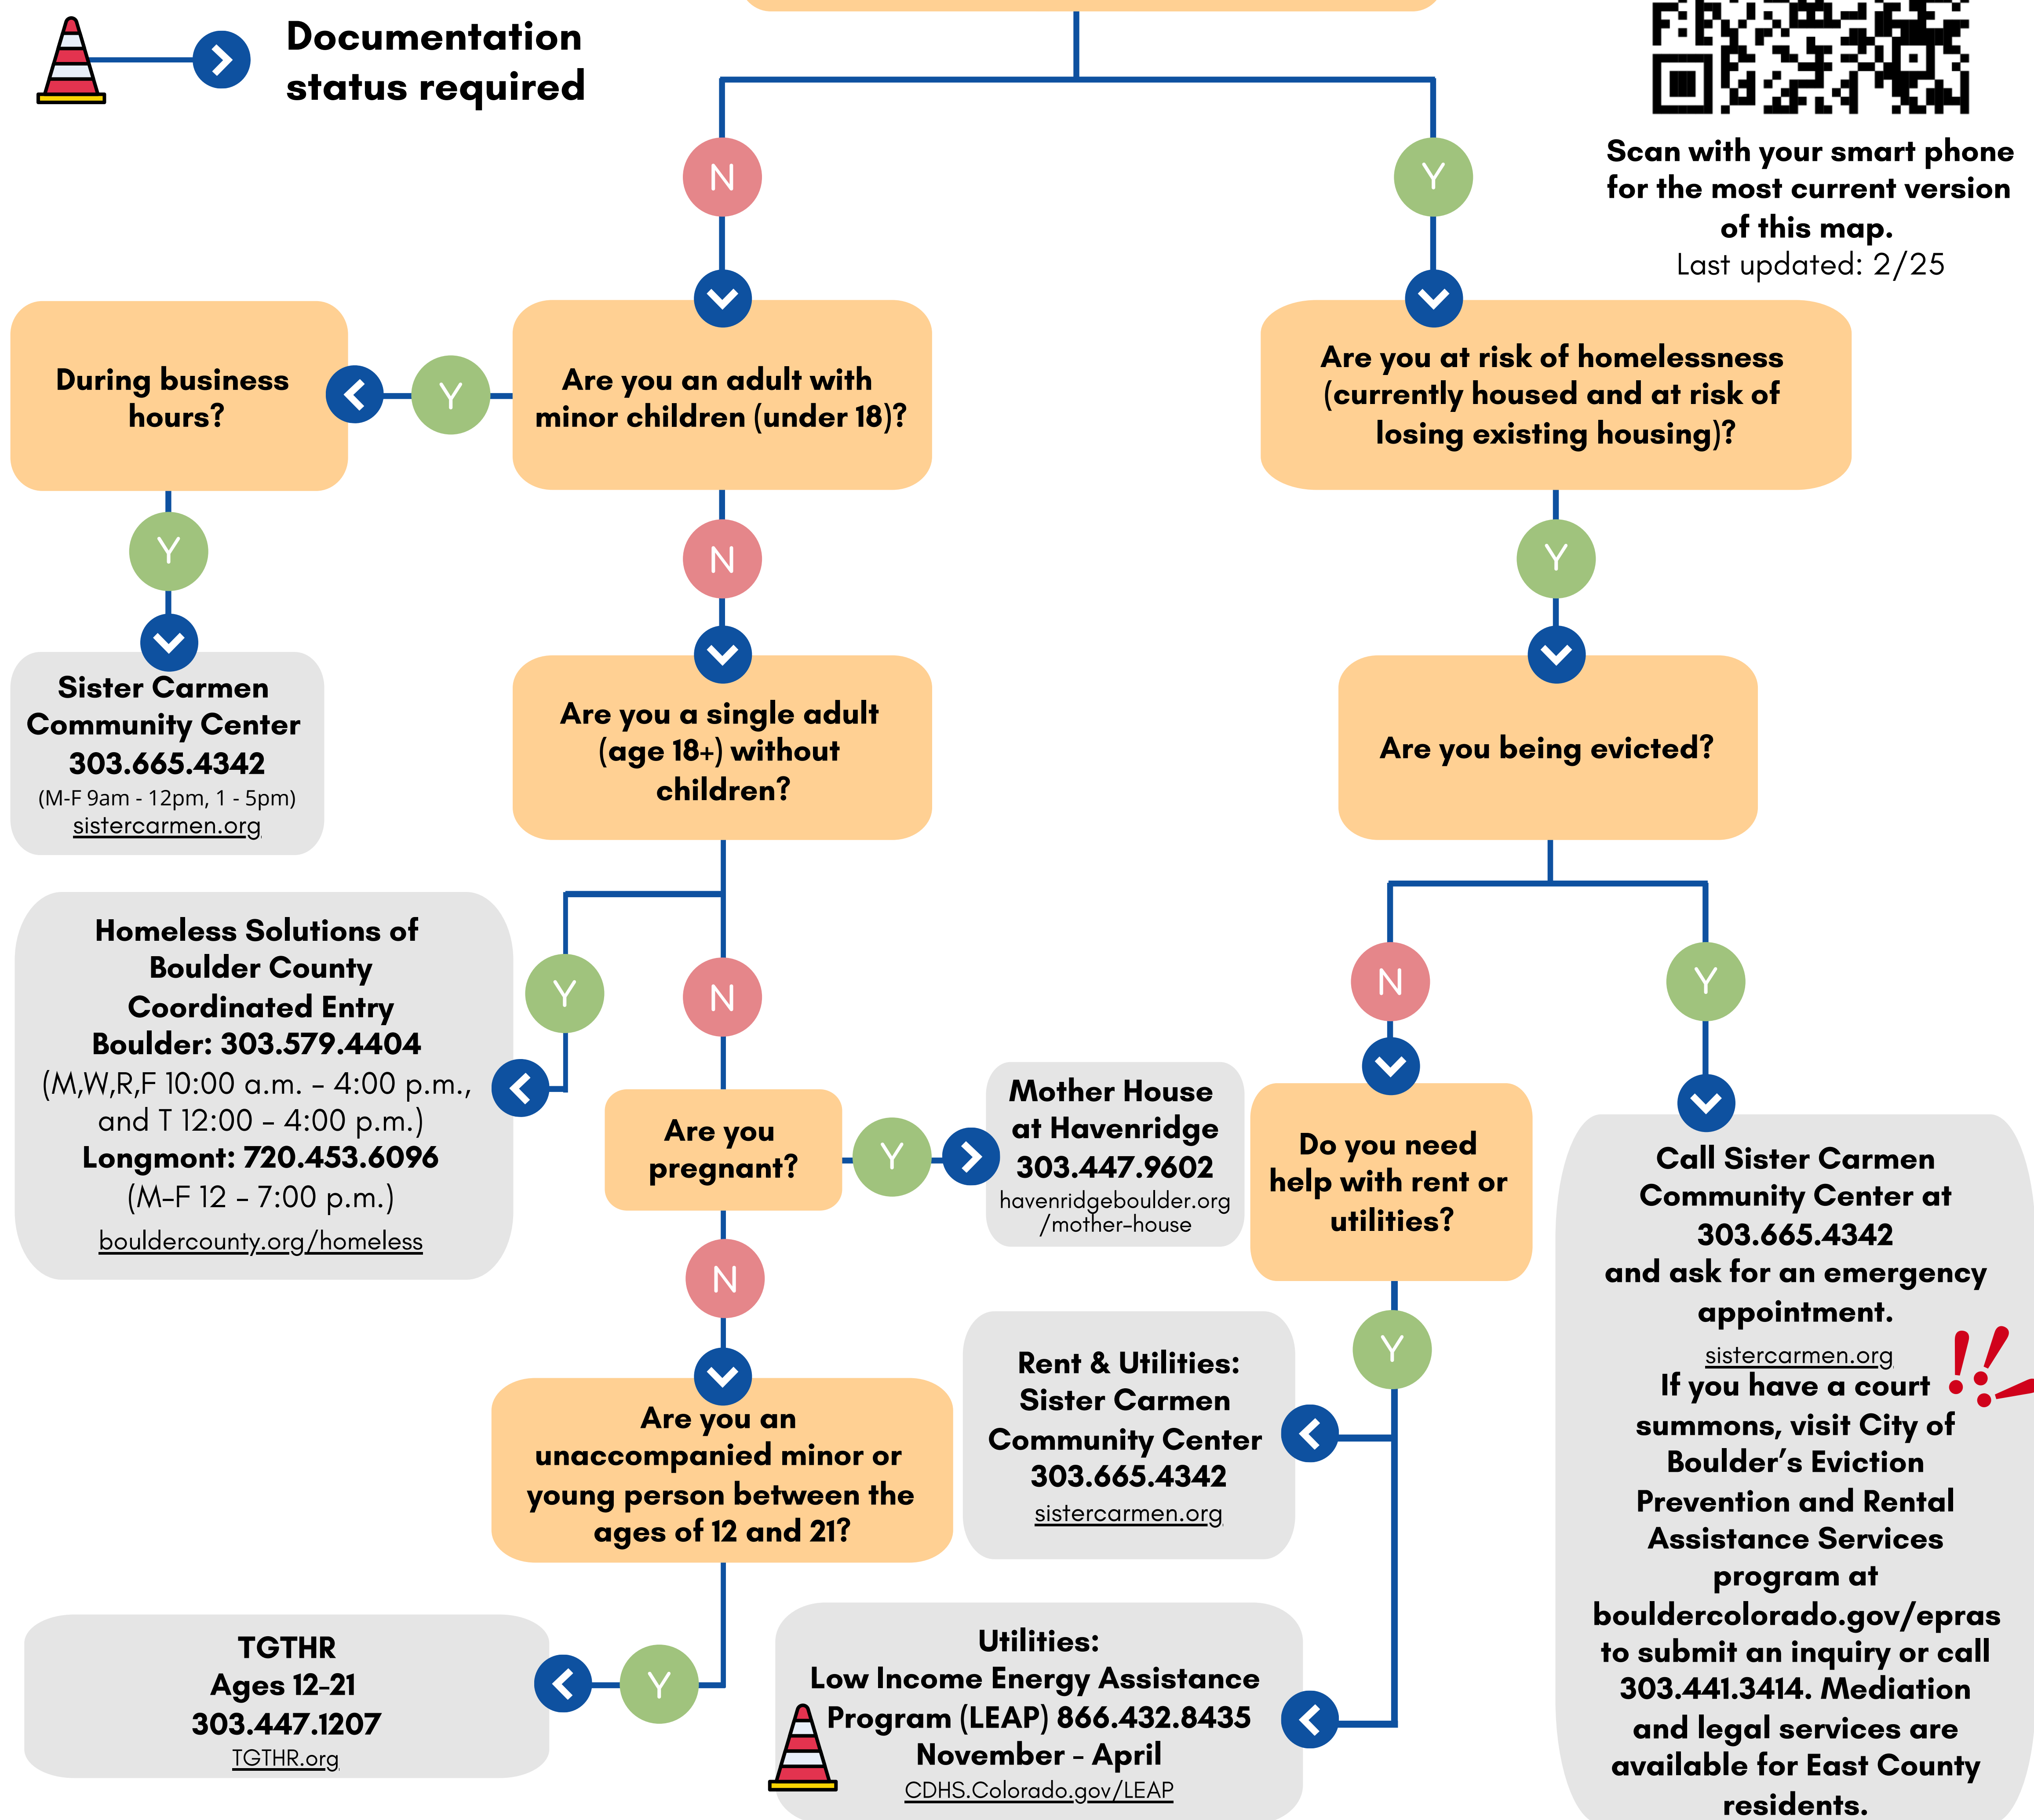 Documentation
status required
Scan with your smart phone
for the most current version
of this map.
Last updated: 2/25
N
Y
During business
hours?
Y
Are you an adult with
minor children (under 18)?
Are you at risk of homelessness
(currently housed and at risk of
losing existing housing)?
Y
N
Y
Sister Carmen
Community Center
303.665.4342
(M-F 9am - 12pm, 1 - 5pm)
sistercarmen.org
Are you a single adult
(age 18+) without
children?
Are you being evicted?
Homeless Solutions of
Boulder County
Coordinated Entry
Boulder: 303.579.4404
(M,W,R,F 10:00 a.m. - 4:00 p.m.,
and T 12:00 - 4:00 p.m.)
Longmont: 720.453.6096
(M-F 12 - 7:00 p.m.)
bouldercounty.org/homeless
Y
N
N
Y
Are you
pregnant?
Y
Mother House
at Havenridge
303.447.9602
havenridgeboulder.org
/mother-house
Do you need
help with rent or
utilities?
Call Sister Carmen
Community Center at
303.665.4342
and ask for an emergency
appointment.
sistercarmen.org
If you have a court
summons, visit City of
Boulder's Eviction
Prevention and Rental
Assistance Services
program at
bouldercolorado.gov/epras
to submit an inquiry or call
303.441.3414. Mediation
and legal services are
available for East County
residents.
N
Y
Rent & Utilities:
Sister Carmen
Community Center
303.665.4342
sistercarmen.org
Are you an
unaccompanied minor or
young person between the
ages of 12 and 21?
TGTHR
Ages 12-21
303.447.1207
TGTHR.org
Y
Utilities:
Low Income Energy Assistance
Program (LEAP) 866.432.8435
November - April
CDHS.Colorado.gov/LEAP